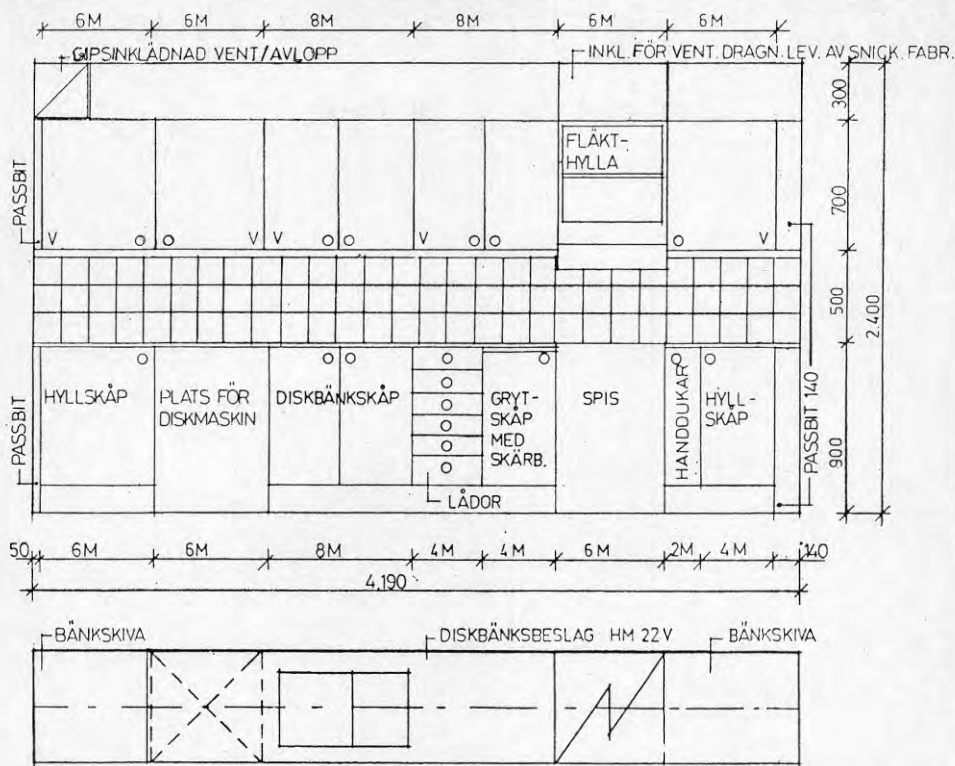 6M 6M 8M 8M 6M 6M
GIPSINKLÄDNAD VENT/AVLOPP
INKL. FÖR VENT. DRAGN. LEV. AV SNICK. FABR.
300
FLÄKT-
HYLLA
PASSBIT
700
V V V V V
500
2.400
HYLLSKÅP
PLATS FÖR
DISKMASKIN
DISKBÄNKSKÅP
GRYT-
SKÅP
MED
SKÄRB.
SPIS
HANDDUKAR
HYLL-
SKÅP
PASSBIT
PASSBIT 140
900
LÅDOR
50 6M 6M 8M 4M 4M 6M 2M 4M 140
4.190
BÄNKSKIVA
DISKBÄNKSBESLAG HM 22V
BÄNKSKIVA